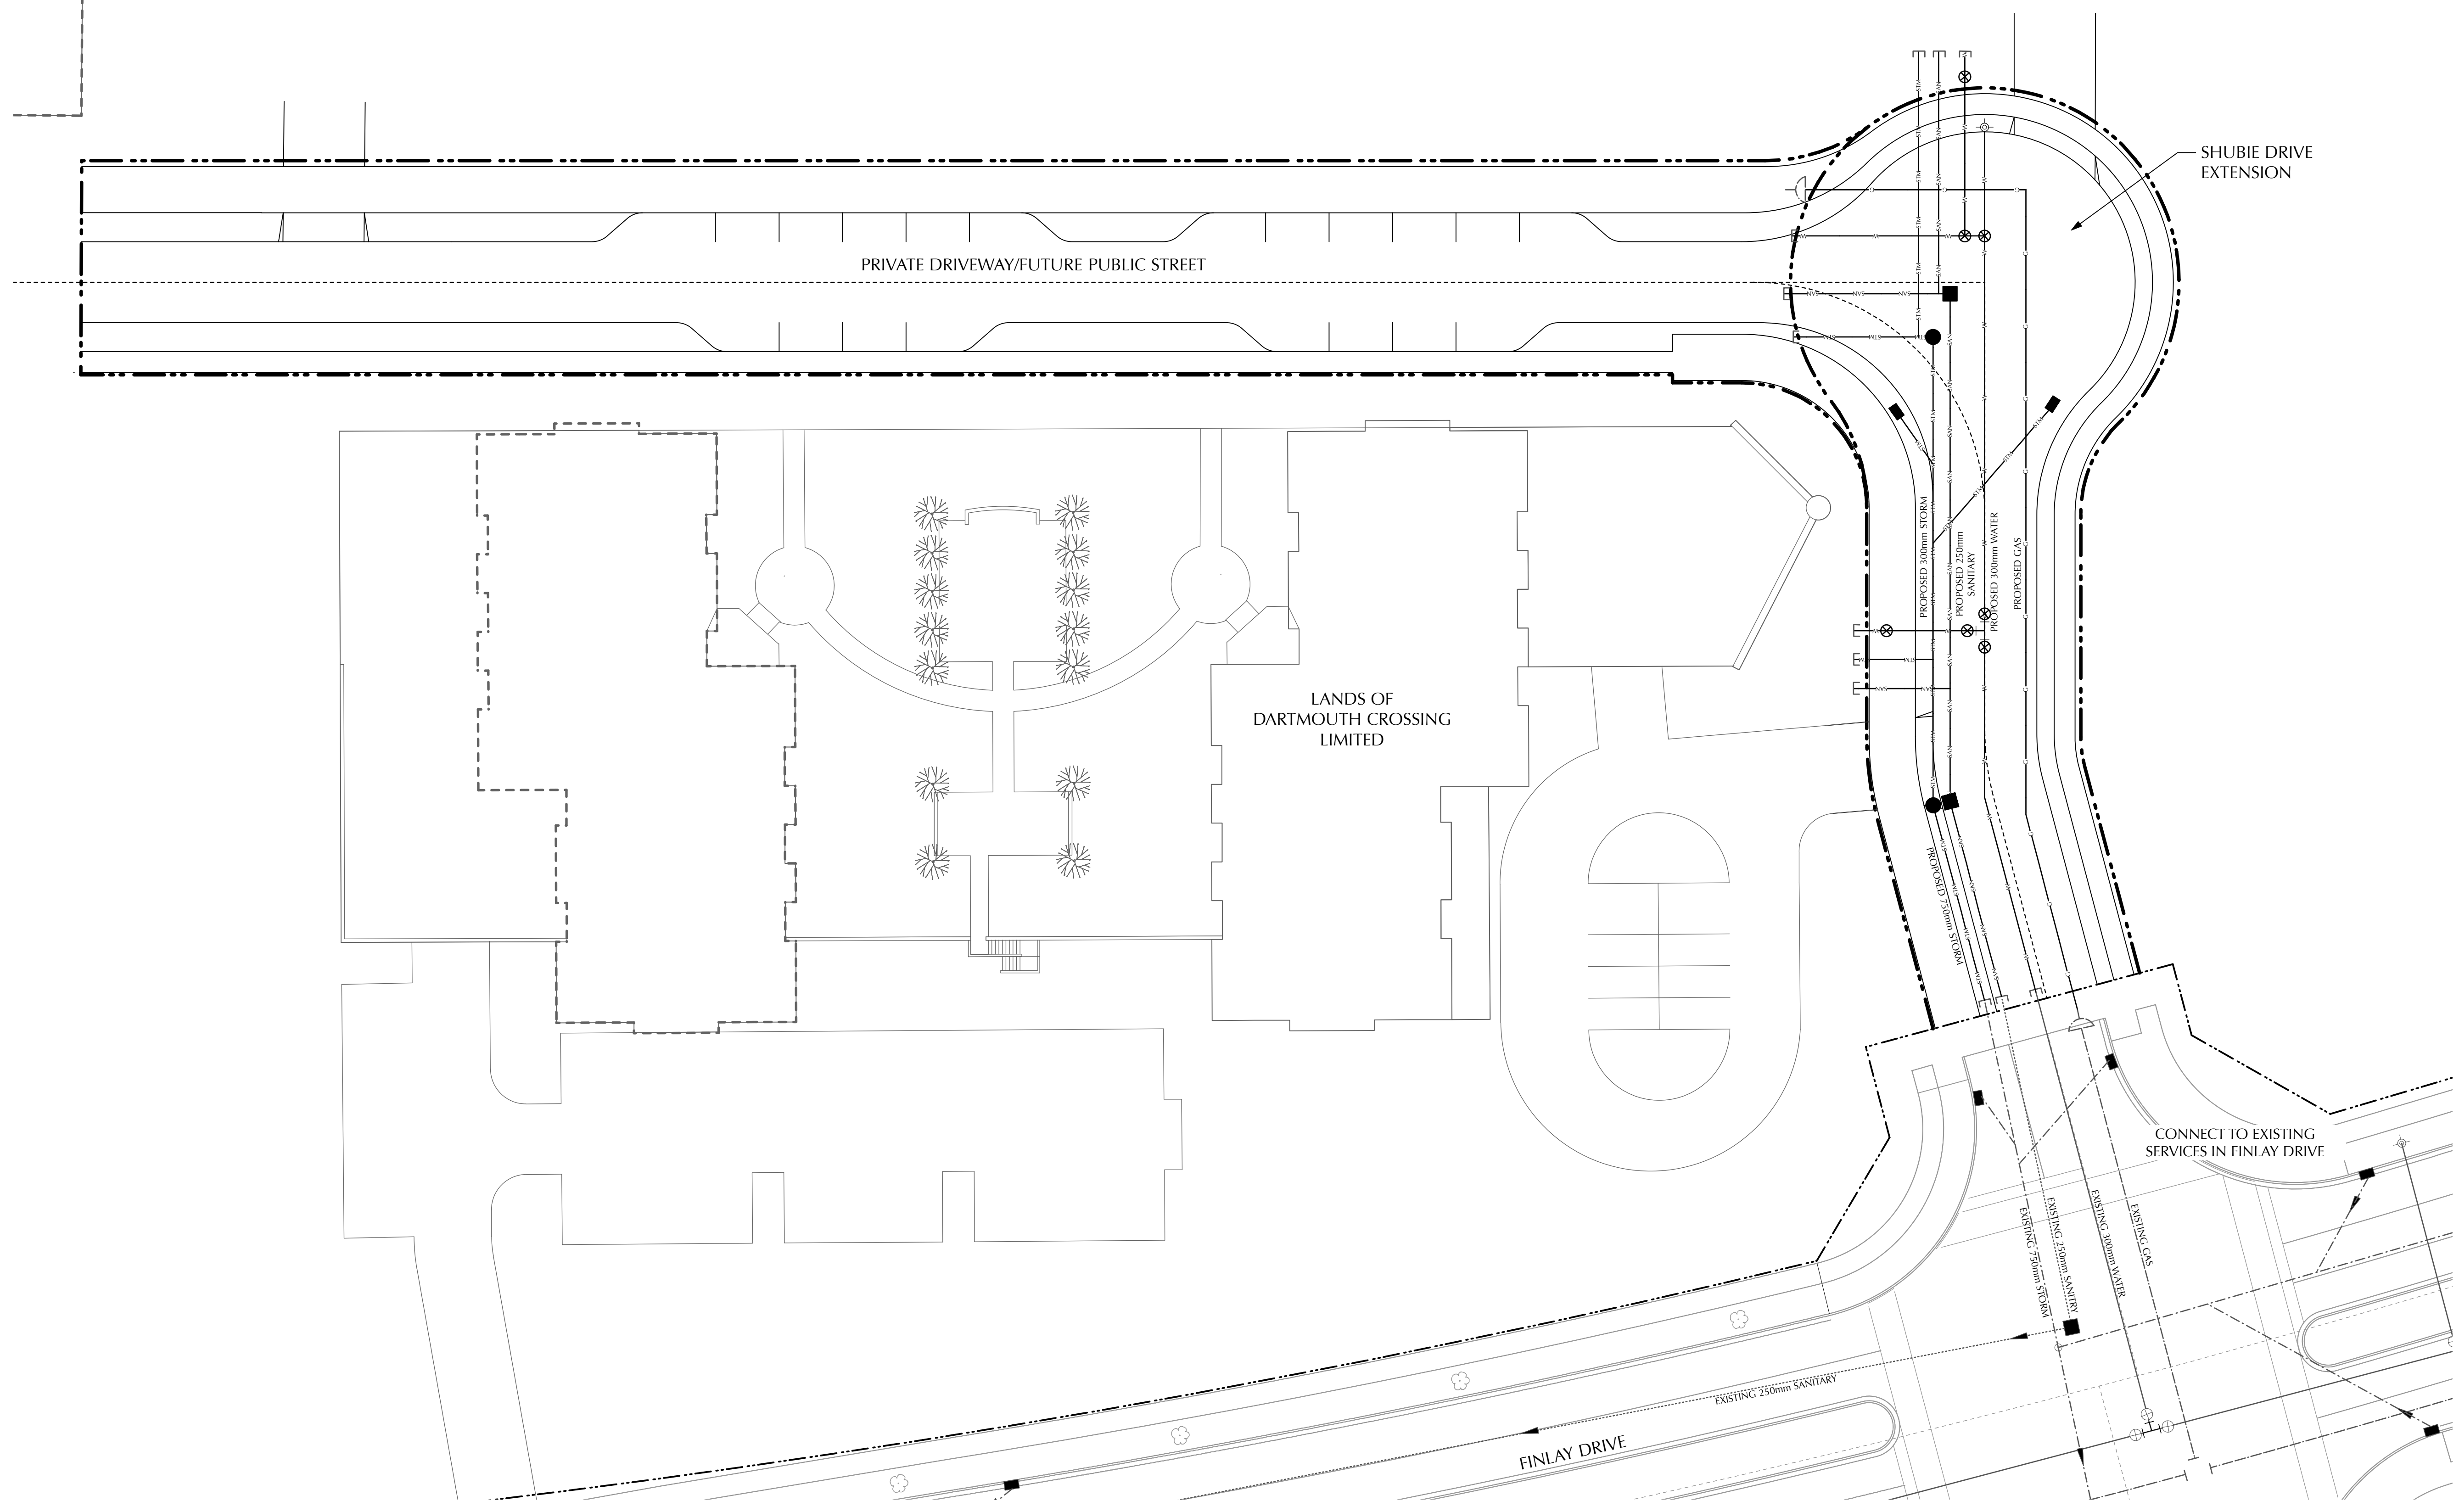 SHUBIE DRIVE
EXTENSION
PRIVATE DRIVEWAY/FUTURE PUBLIC STREET
PROPOSED 300mm STORM
PROPOSED 250mm
SANITARY
PROPOSED 300mm WATER
PROPOSED GAS
LANDS OF
DARTMOUTH CROSSING
LIMITED
PROPOSED 750mm STORM
CONNECT TO EXISTING
SERVICES IN FINLAY DRIVE
EXISTING 750mm STORM
EXISTING 250mm SANITRY
EXISTING 300mm WATER
EXISTING GAS
EXISTING 250mm SANITARY
FINLAY DRIVE